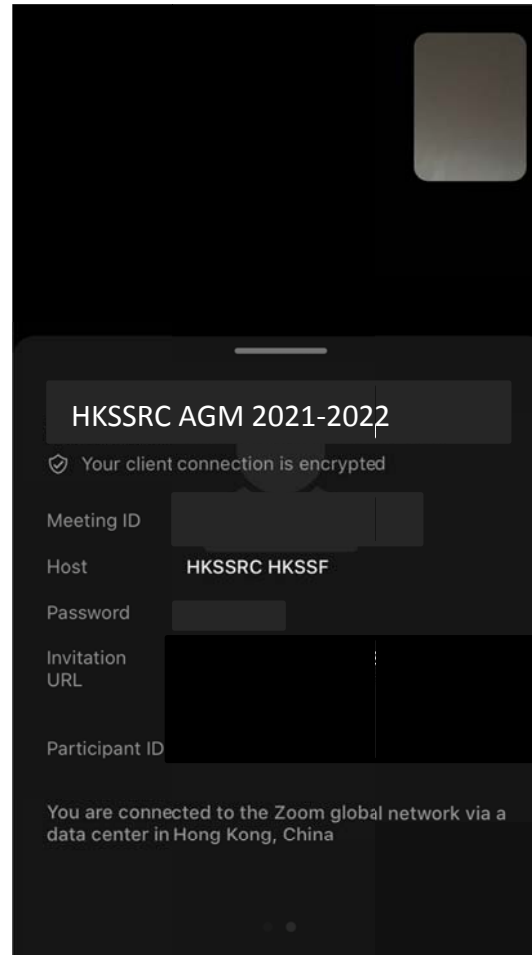 HKSSRC AGM 2021-2022
Your client connection is encrypted
Meeting ID
Host HKSSRC HKSSF
Password
Invitation
URL
Participant ID
You are connected to the Zoom global network via a
data center in Hong Kong, China